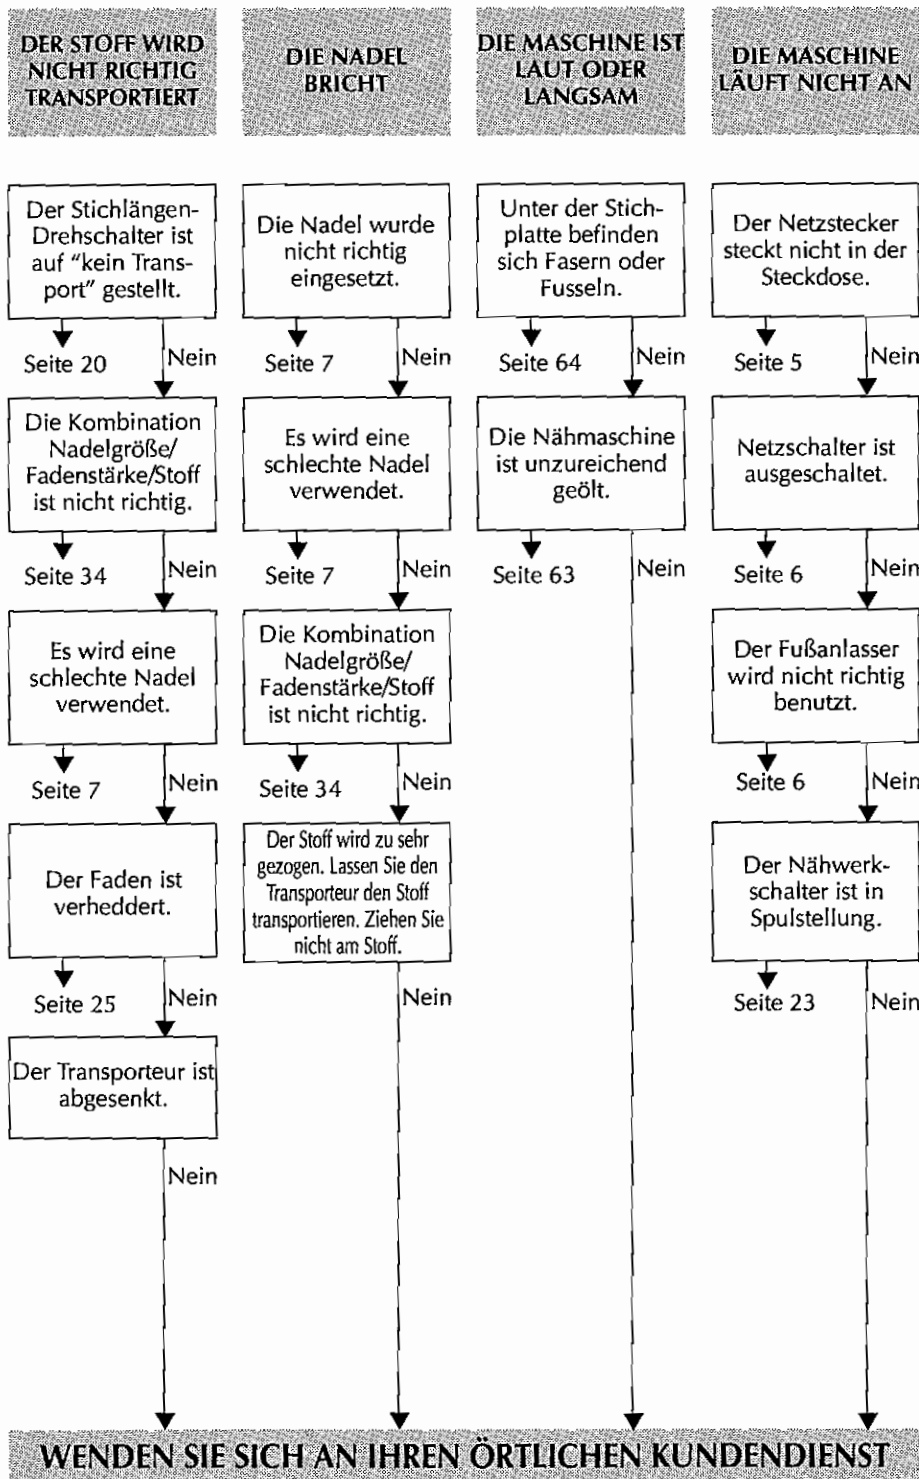 DER STOFF WIRD
NICHT RICHTIG
TRANSPORTIERT
Der Stichlängen-
Drehschalter ist
auf "kein Trans-
port" gestellt.
Seite 20
Nein
Die Kombination
Nadelgröße/
Fadenstärke/Stoff
ist nicht richtig.
Seite 34
Nein
Es wird eine
schlechte Nadel
verwendet.
Seite 7
Nein
Der Faden ist
verheddert.
Seite 25
Nein
Der Transporteur ist
abgesenkt.
Nein
DIE NADEL
BRICHT
Die Nadel wurde
nicht richtig
eingesetzt.
Seite 7
Nein
Es wird eine
schlechte Nadel
verwendet.
Seite 7
Nein
Die Kombination
Nadelgröße/
Fadenstärke/Stoff
ist nicht richtig.
Seite 34
Nein
Der Stoff wird zu sehr
gezogen. Lassen Sie den
Transporteur den Stoff
transportieren. Ziehen Sie
nicht am Stoff.
Nein
DIE MASCHINE IST
LAUT ODER
LANGSAM
Unter der Stich-
platte befinden
sich Fasern oder
Fusseln.
Seite 64
Nein
Die Nähmaschine
ist unzureichend
geölt.
Seite 63
Nein
DIE MASCHINE
LÄUFT NICHT AN
Der Netzstecker
steckt nicht in der
Steckdose.
Seite 5
Nein
Netzschalter ist
ausgeschaltet.
Seite 6
Nein
Der Fußanlasser
wird nicht richtig
benutzt.
Seite 6
Nein
Der Nähwerk-
schalter ist in
Spulstellung.
Seite 23
Nein
WENDEN SIE SICH AN IHREN ÖRTLICHEN KUNDENDIENST